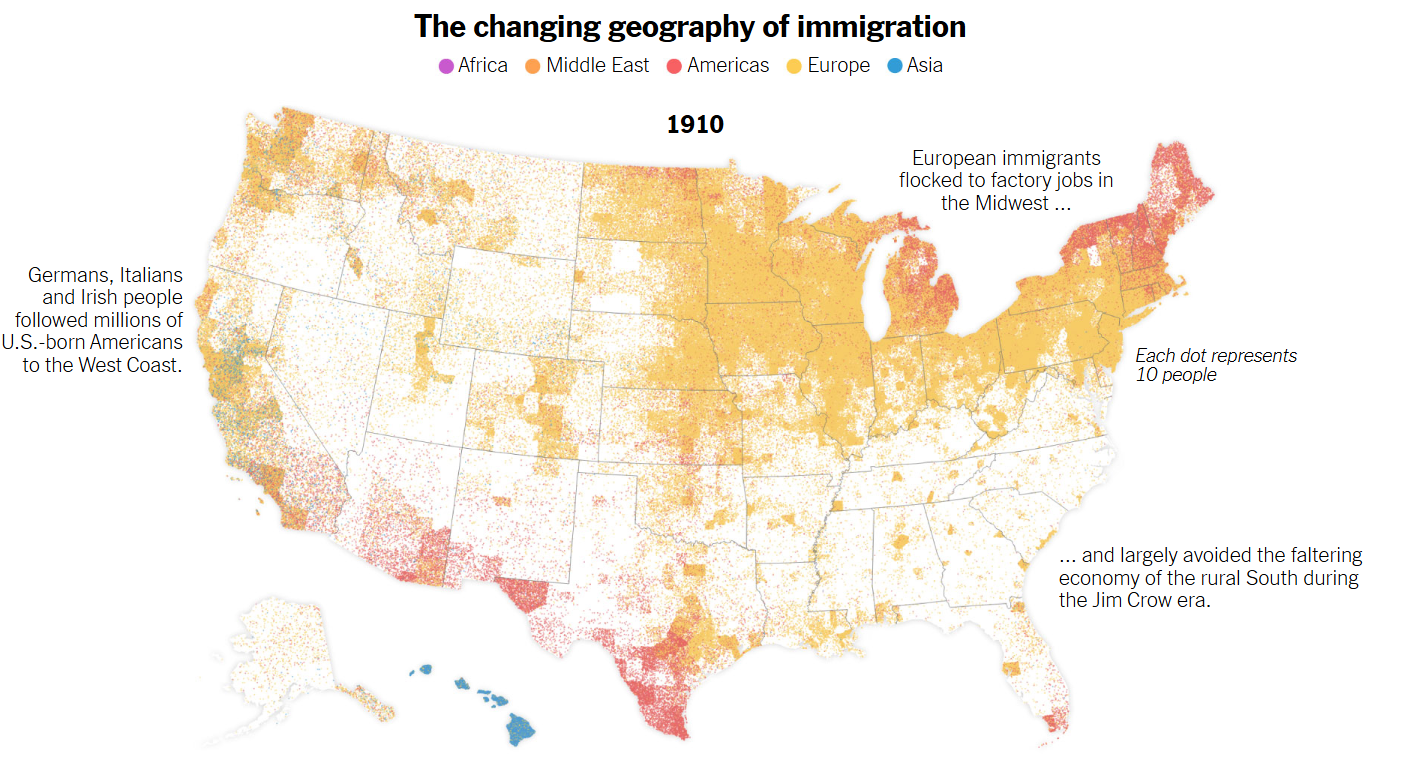 The changing geography of immigration
Africa Middle East Americas Europe Asia
1910
European immigrants
flocked to factory jobs in
the Midwest ...
Germans, Italians
and Irish people
followed millions of
U.S.-born Americans
to the West Coast.
Each dot represents
10 people
... and largely avoided the faltering
economy of the rural South during
the Jim Crow era.